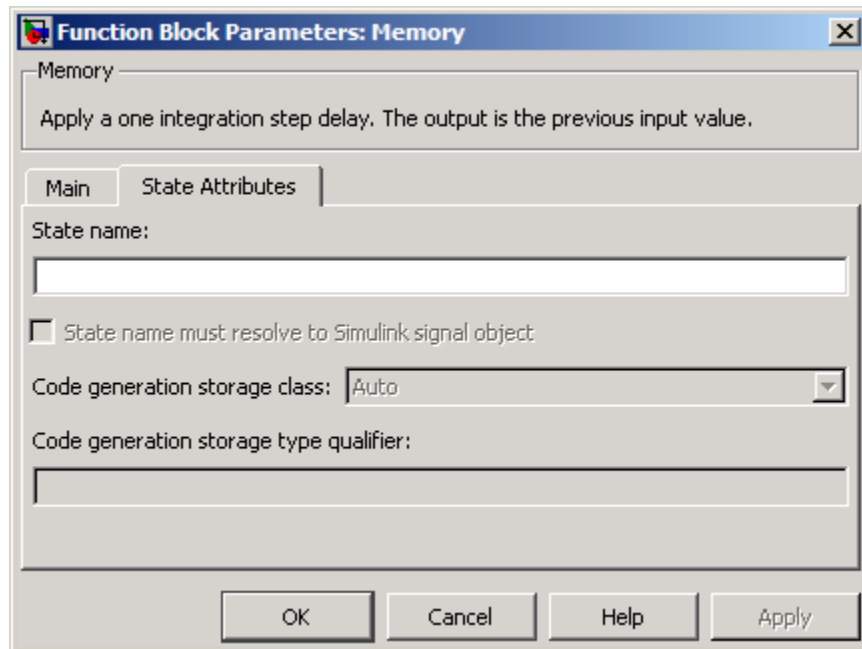 Function Block Parameters: Memory
Memory
Apply a one integration step delay. The output is the previous input value.
Main State Attributes
State name:
State name must resolve to Simulink signal object
Code generation storage class: Auto
Code generation storage type qualifier:
OK Cancel Help Apply